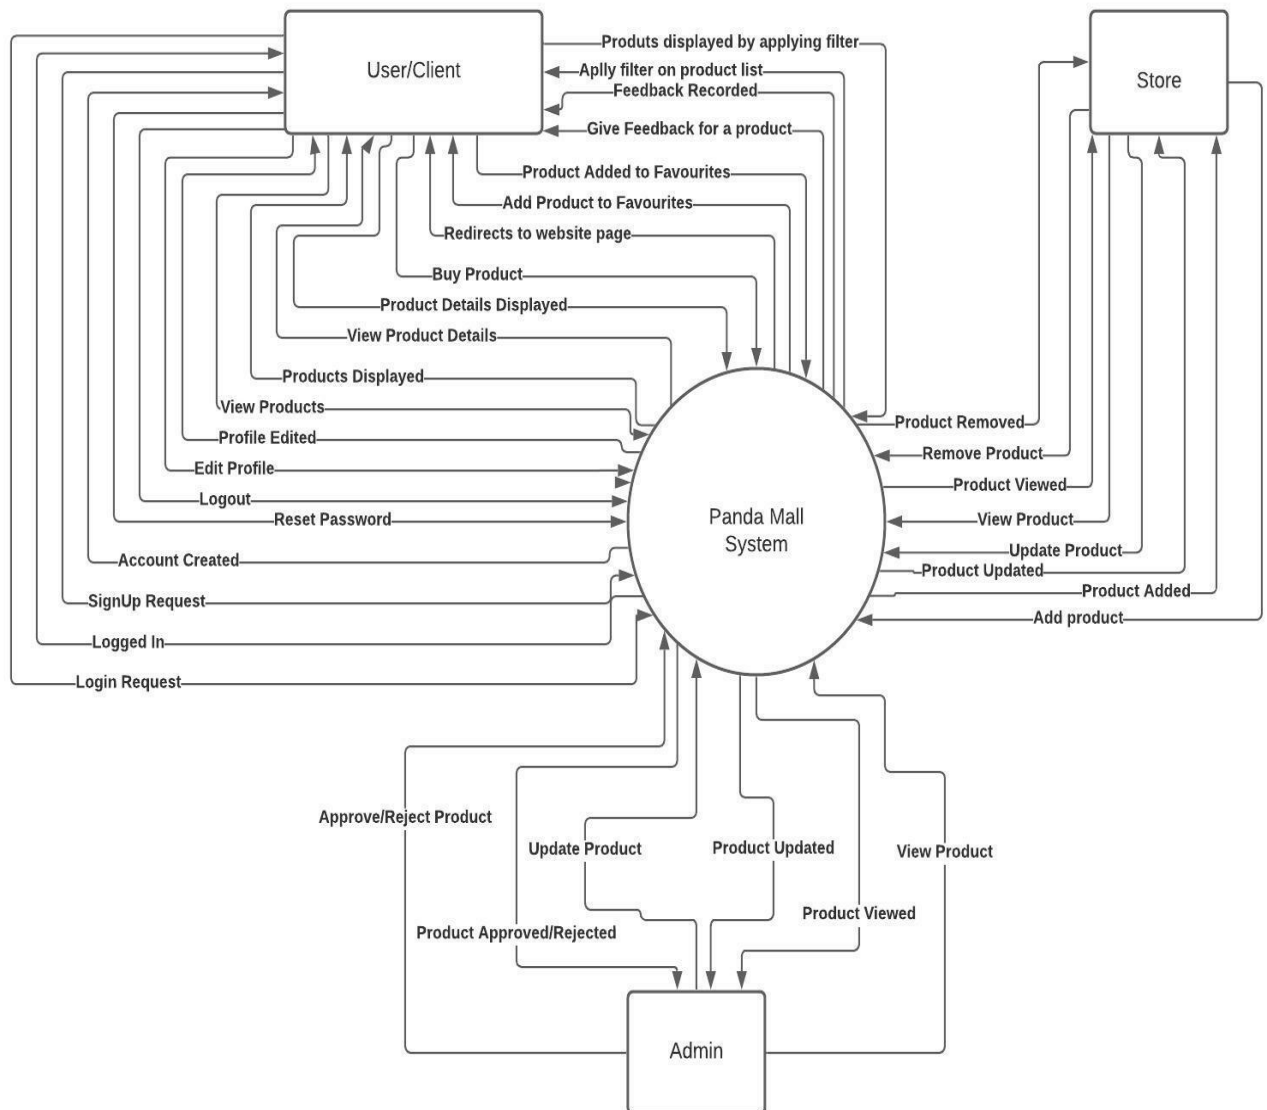 Produts displayed by applying filter
User/Client
Aplly filter on product list
Store
Feedback Recorded
Give Feedback for a product
Product Added to Favourites
Add Product to Favourites
Redirects to website page
Buy Product
Product Details Displayed
View Product Details
Products Displayed
View Products
Product Removed
Profile Edited
Remove Product
Edit Profile
Product Viewed
Logout
Panda Mall
System
Reset Password
View Product
Update Product
Account Created
Product Updated
Product Added
SignUp Request
Add product
Logged In
Login Request
Approve/Reject Product
Update Product
Product Updated
View Product
Product Viewed
Product Approved/Rejected
Admin